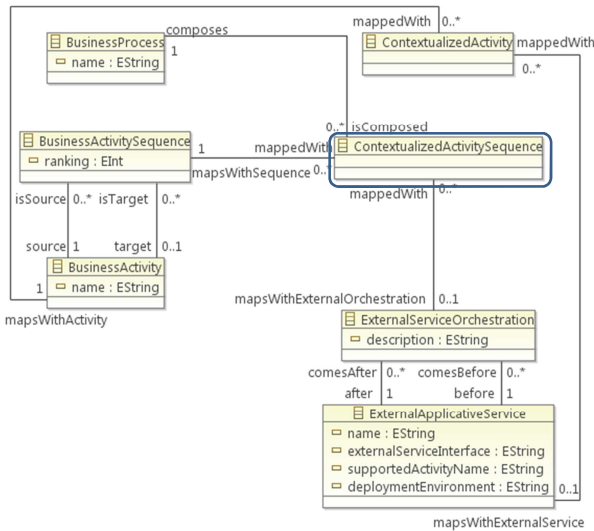 mappedWith 0..*
composes
BusinessProcess
name : EString
1
ContextualizedActivity
mappedWith
0..*
0..* isComposed
BusinessActivitySequence
ranking : EInt
1
mappedWith
mapsWithSequence 0..*
ContextualizedActivitySequence
mappedWith 0..*
isSource 0..* isTarget 0..*
source 1 target 0..1
BusinessActivity
name : EString
1
mapsWithActivity
mapsWithExternalOrchestration 0..1
ExternalServiceOrchestration
description : EString
comesAfter 0..* comesBefore 0..*
after 1 before 1
ExternalApplicativeService
name : EString
externalServiceInterface : EString
supportedActivityName : EString
deploymentEnvironment : EString
0..1
mapsWithExternalService